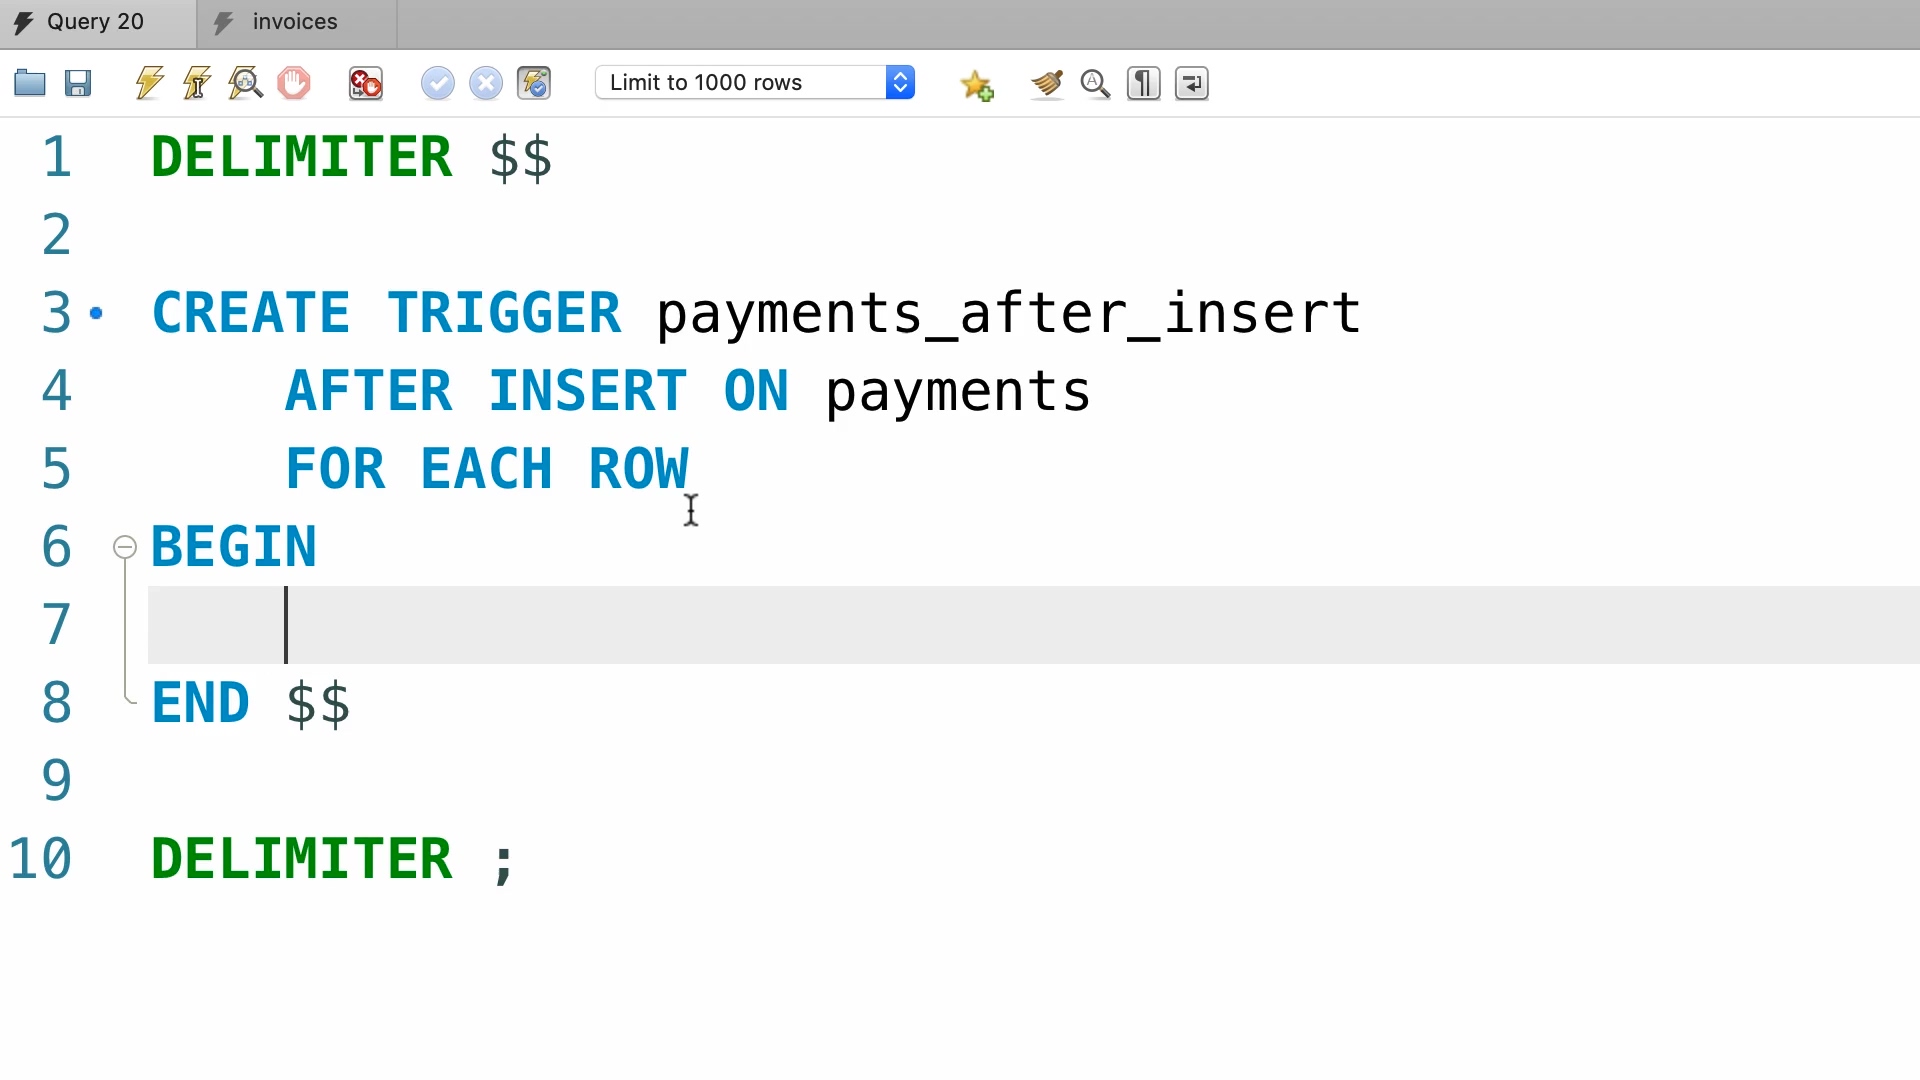 Query 20
invoices
Limit to 1000 rows
1 DELIMITER $$
2
3 CREATE TRIGGER payments_after_insert
4 AFTER INSERT ON payments
5 FOR EACH ROW
6 BEGIN
7
8 END $$
9
10 DELIMITER ;